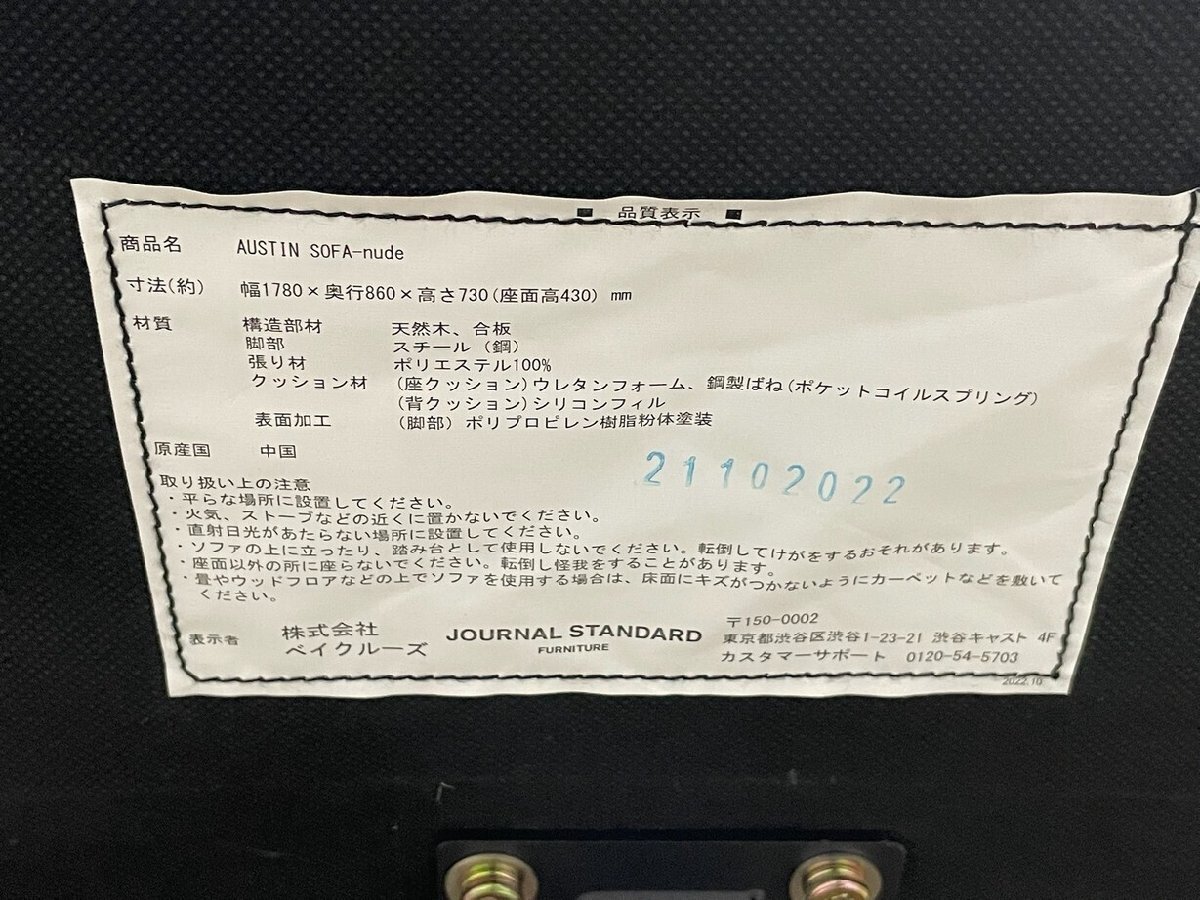 ■ 品質表示 ■
商品名 AUSTIN SOFA-nude
寸法(約) 幅1780×奥行860×高さ730(座面高430) mm
材質 構造部材 天然木、合板
脚部 スチール (鋼)
張り材 ポリエステル100%
クッション材 (座クッション)ウレタンフォーム、鋼製ばね(ポケットコイルスプリング)
(背クッション)シリコンフィル
表面加工 (脚部) ポリプロピレン樹脂粉体塗装
原産国 中国
21102022
取り扱い上の注意
・平らな場所に設置してください。
・火気、ストーブなどの近くに置かないでください。
・直射日光があたらない場所に設置してください。
・ソファの上に立ったり、踏み台として使用しないでください。転倒してけがをするおそれがあります。
・座面以外の所に座らないでください。転倒し怪我をすることがあります。
・畳やウッドフロアなどの上でソファを使用する場合は、床面にキズがつかないようにカーペットなどを敷いて
ください。
表示者 株式会社
ベイクルーズ
JOURNAL STANDARD
FURNITURE
〒150-0002
東京都渋谷区渋谷1-23-21 渋谷キャスト 4F
カスタマーサポート 0120-54-5703
2022.10.